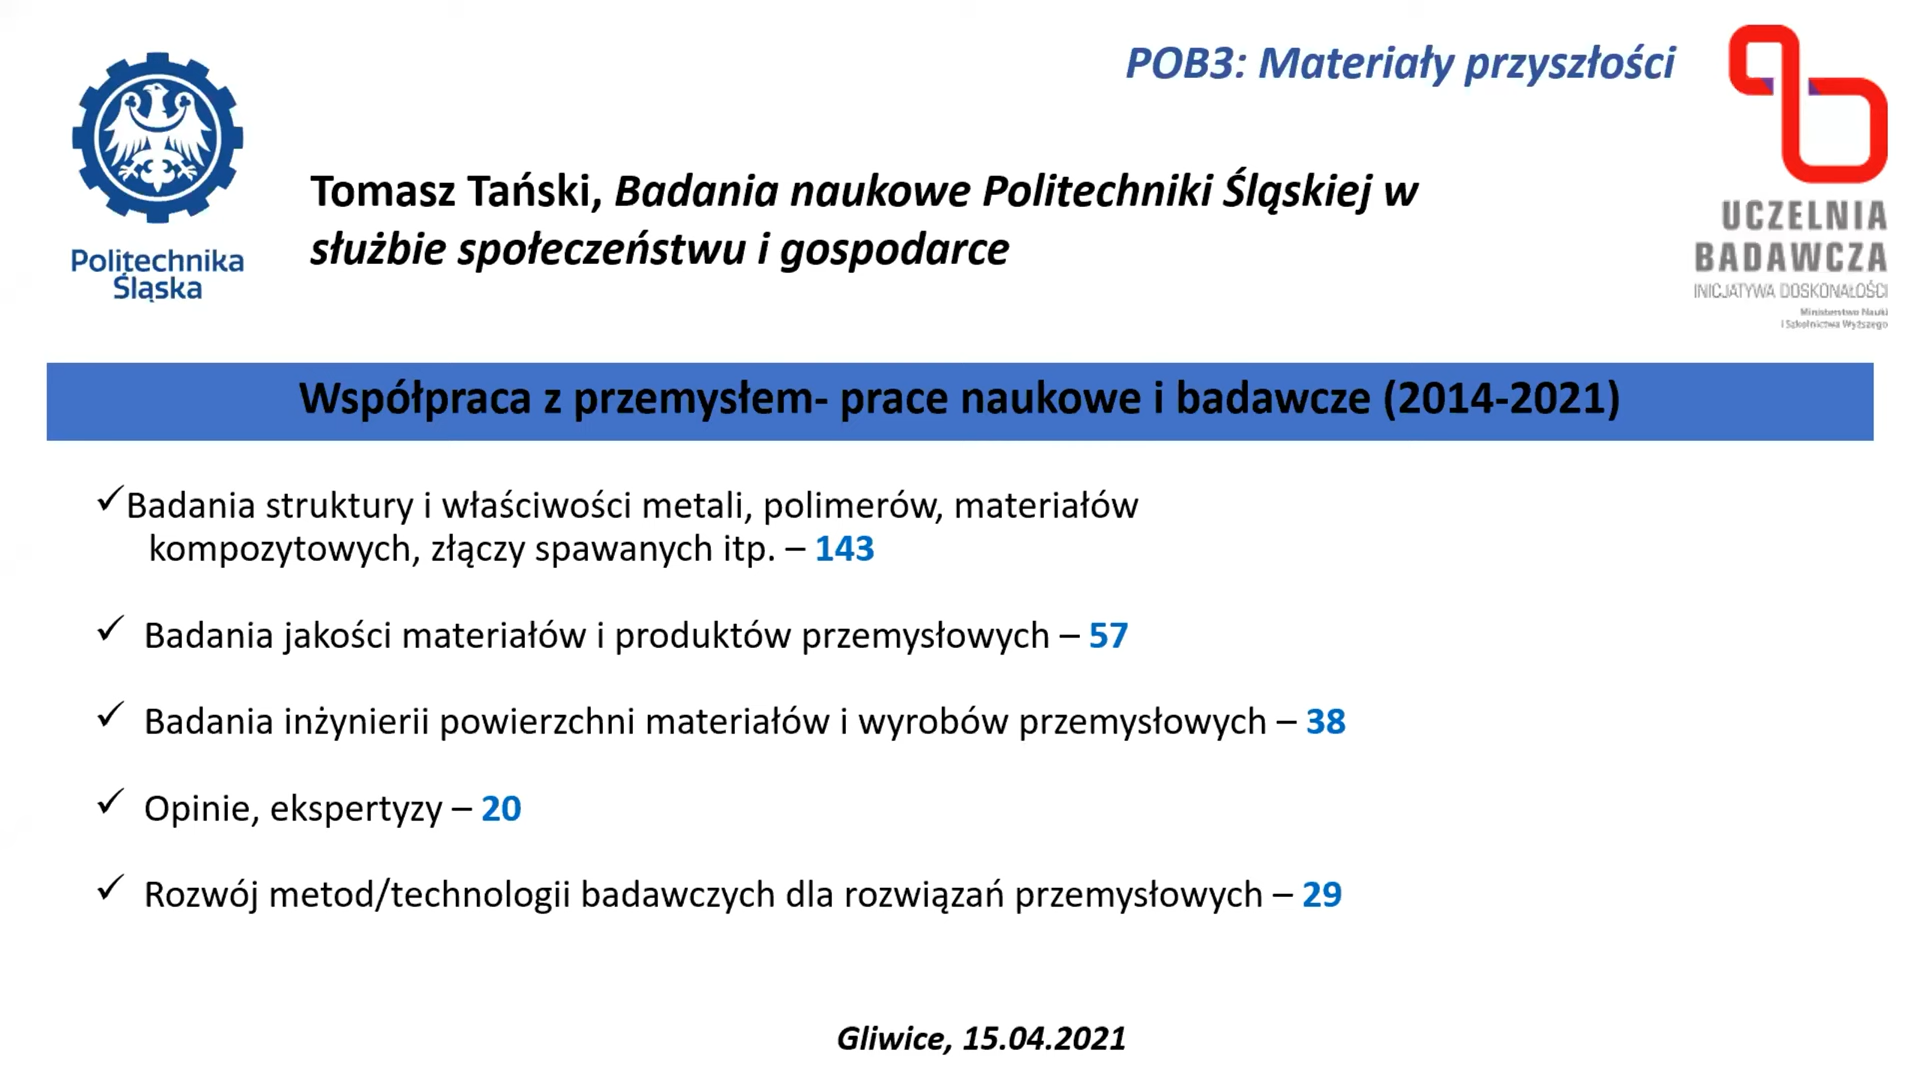 POB3: Materiały przyszłości
Politechnika
Śląska
Tomasz Tański, Badania naukowe Politechniki Śląskiej w
służbie społeczeństwu i gospodarce
UCZELNIA
BADAWCZA
INICJATYWA DOSKONAŁOŚCI
Ministerstwo Nauki
i Szkolnictwa Wyższego
Współpraca z przemysłem- prace naukowe i badawcze (2014-2021)
✓Badania struktury i właściwości metali, polimerów, materiałów
kompozytowych, złączy spawanych itp. – 143
✓ Badania jakości materiałów i produktów przemysłowych – 57
✓ Badania inżynierii powierzchni materiałów i wyrobów przemysłowych – 38
✓ Opinie, ekspertyzy – 20
✓ Rozwój metod/technologii badawczych dla rozwiązań przemysłowych – 29
Gliwice, 15.04.2021